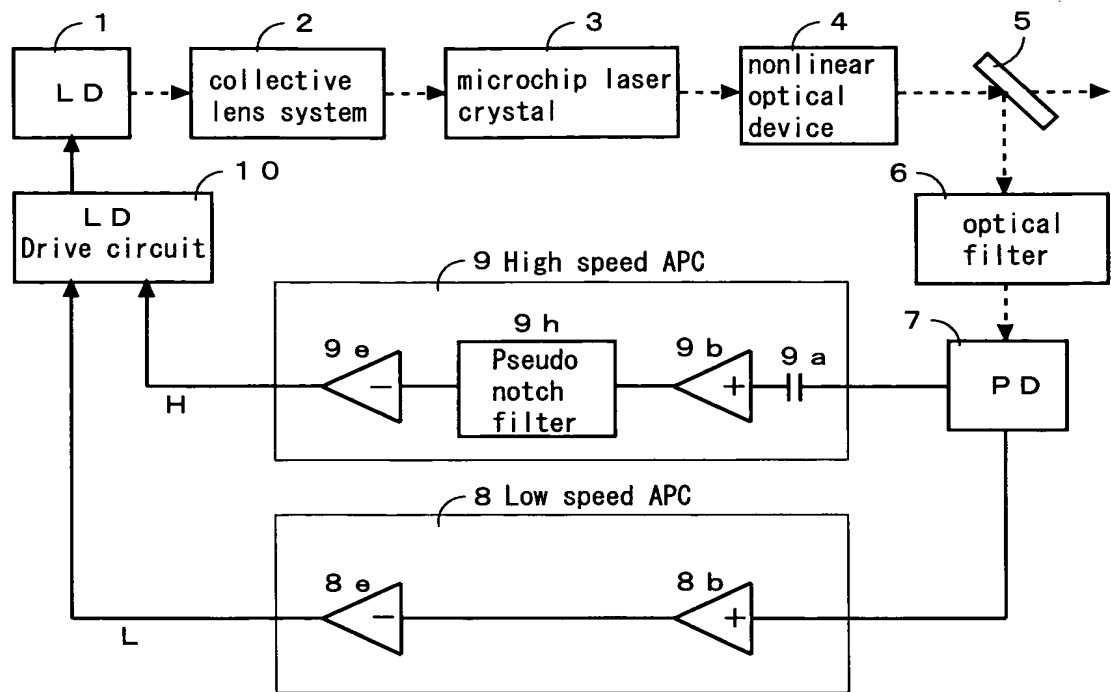 1
2
3
4
5
LD
collective
lens system
microchip laser
crystal
nonlinear
optical
device
10
LD
Drive circuit
6
optical
filter
9 High speed APC
7
PD
9e
9h
Pseudo
notch
filter
9b
9a
−
+
H
8 Low speed APC
8e
8b
−
+
L